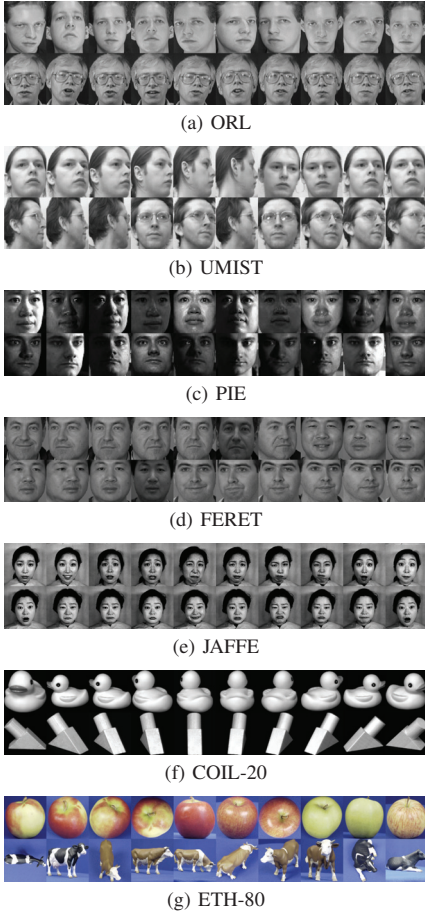 (a) ORL
(b) UMIST
(c) PIE
(d) FERET
(e) JAFFE
(f) COIL-20
(g) ETH-80